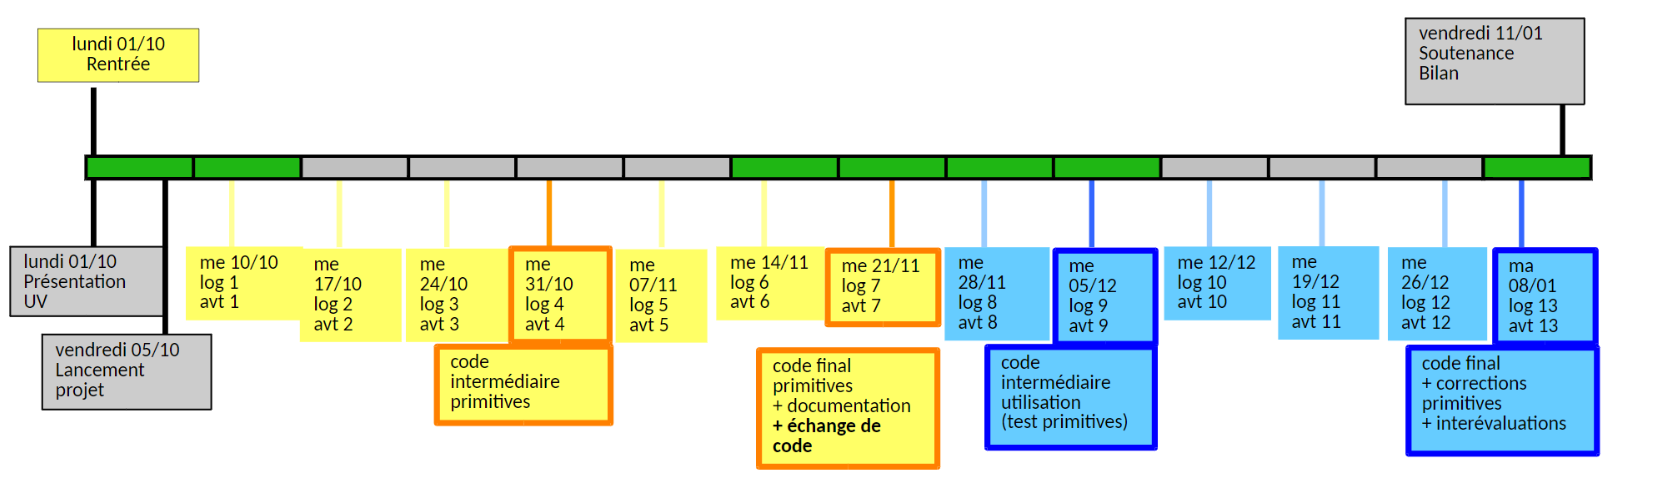 lundi 01/10
Rentrée
vendredi 11/01
Soutenance
Bilan
lundi 01/10
Présentation
UV
vendredi 05/10
Lancement
projet
me 10/10
log 1
avt 1
me
17/10
log 2
avt 2
me
24/10
log 3
avt 3
me
31/10
log 4
avt 4
code
intermédiaire
primitives
me
07/11
log 5
avt 5
me 14/11
log 6
avt 6
me 21/11
log 7
avt 7
code final
primitives
+ documentation
+ échange de
code
me
28/11
log 8
avt 8
me
05/12
log 9
avt 9
code
intermédiaire
utilisation
(test primitives)
me 12/12
log 10
avt 10
me
19/12
log 11
avt 11
me
26/12
log 12
avt 12
ma
08/01
log 13
avt 13
code final
+ corrections
primitives
+ interévaluations